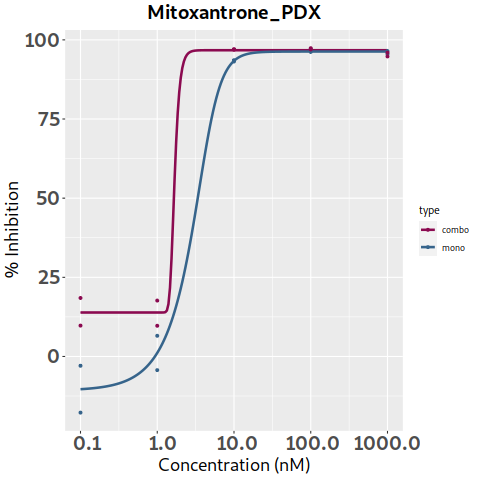 Mitoxantrone_PDX
% Inhibition
100
75
50
25
0
0.1 1.0 10.0 100.0 1000.0
Concentration (nM)
type
combo
mono